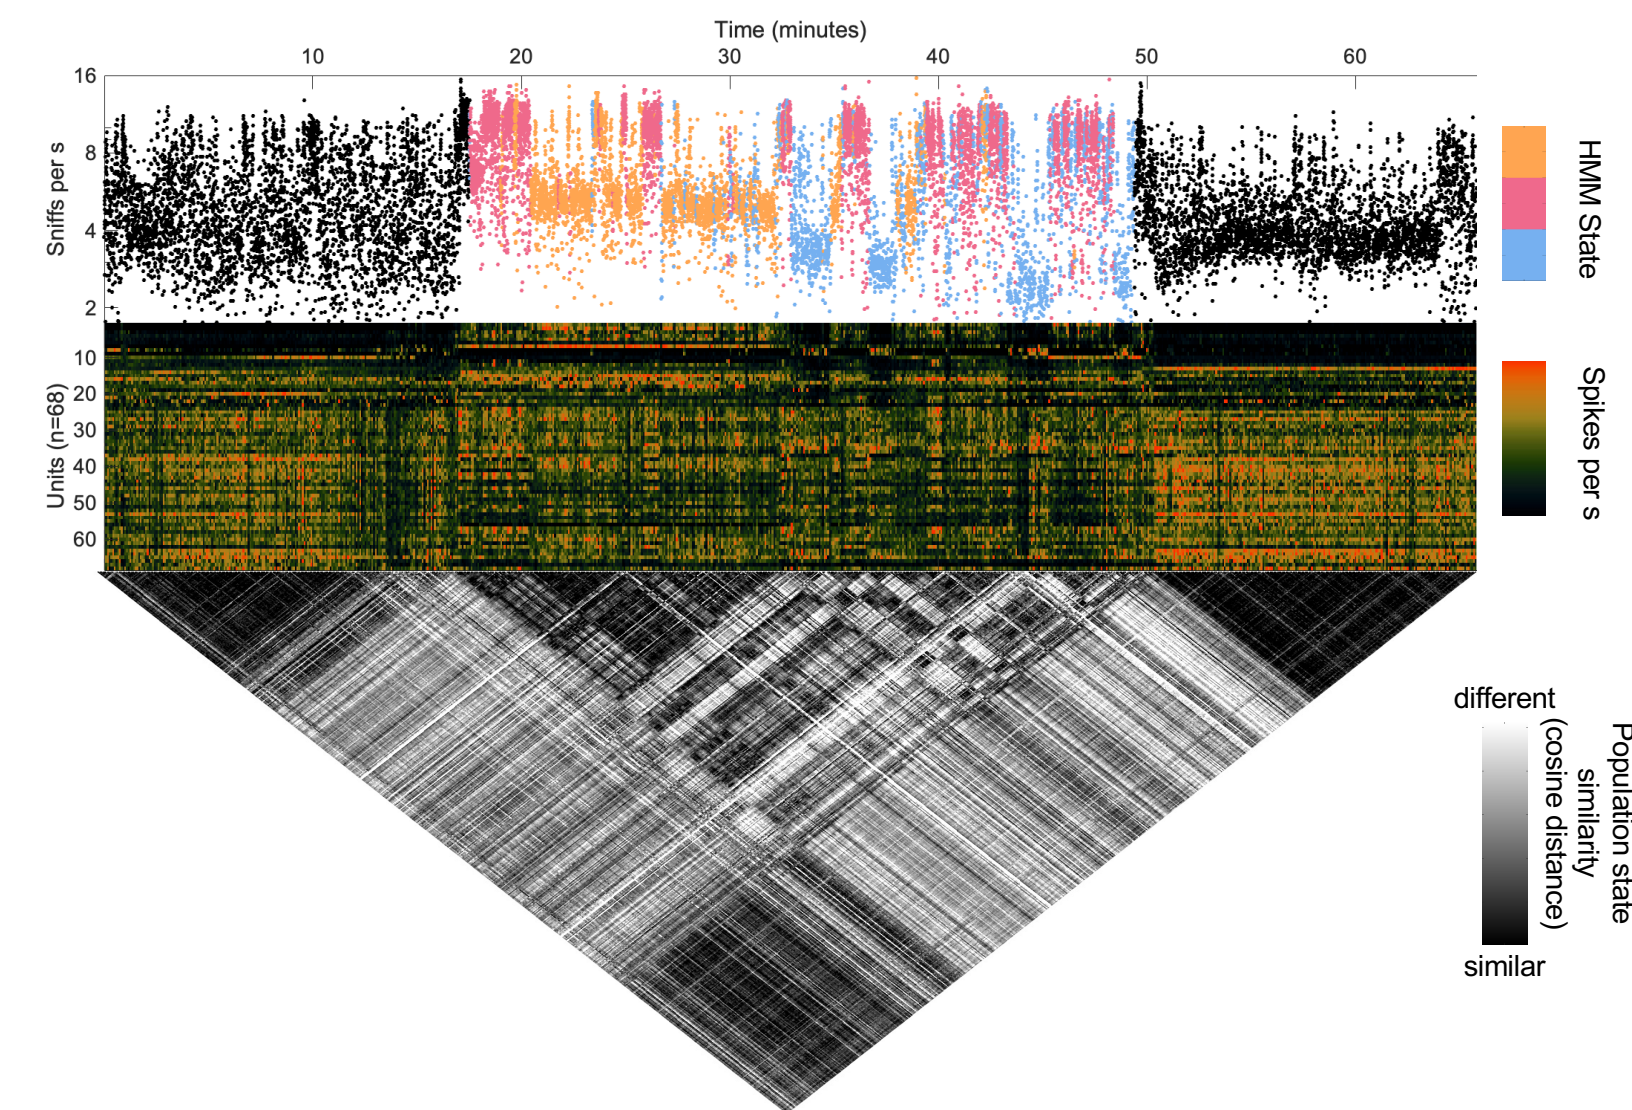 Time (minutes)
10 20 30 40 50 60
16
8
4
2
Sniffs per s
HMM State
10
20
30
40
50
60
Units (n=68)
Spikes per s
different
similar
Population state
similarity
(cosine distance)